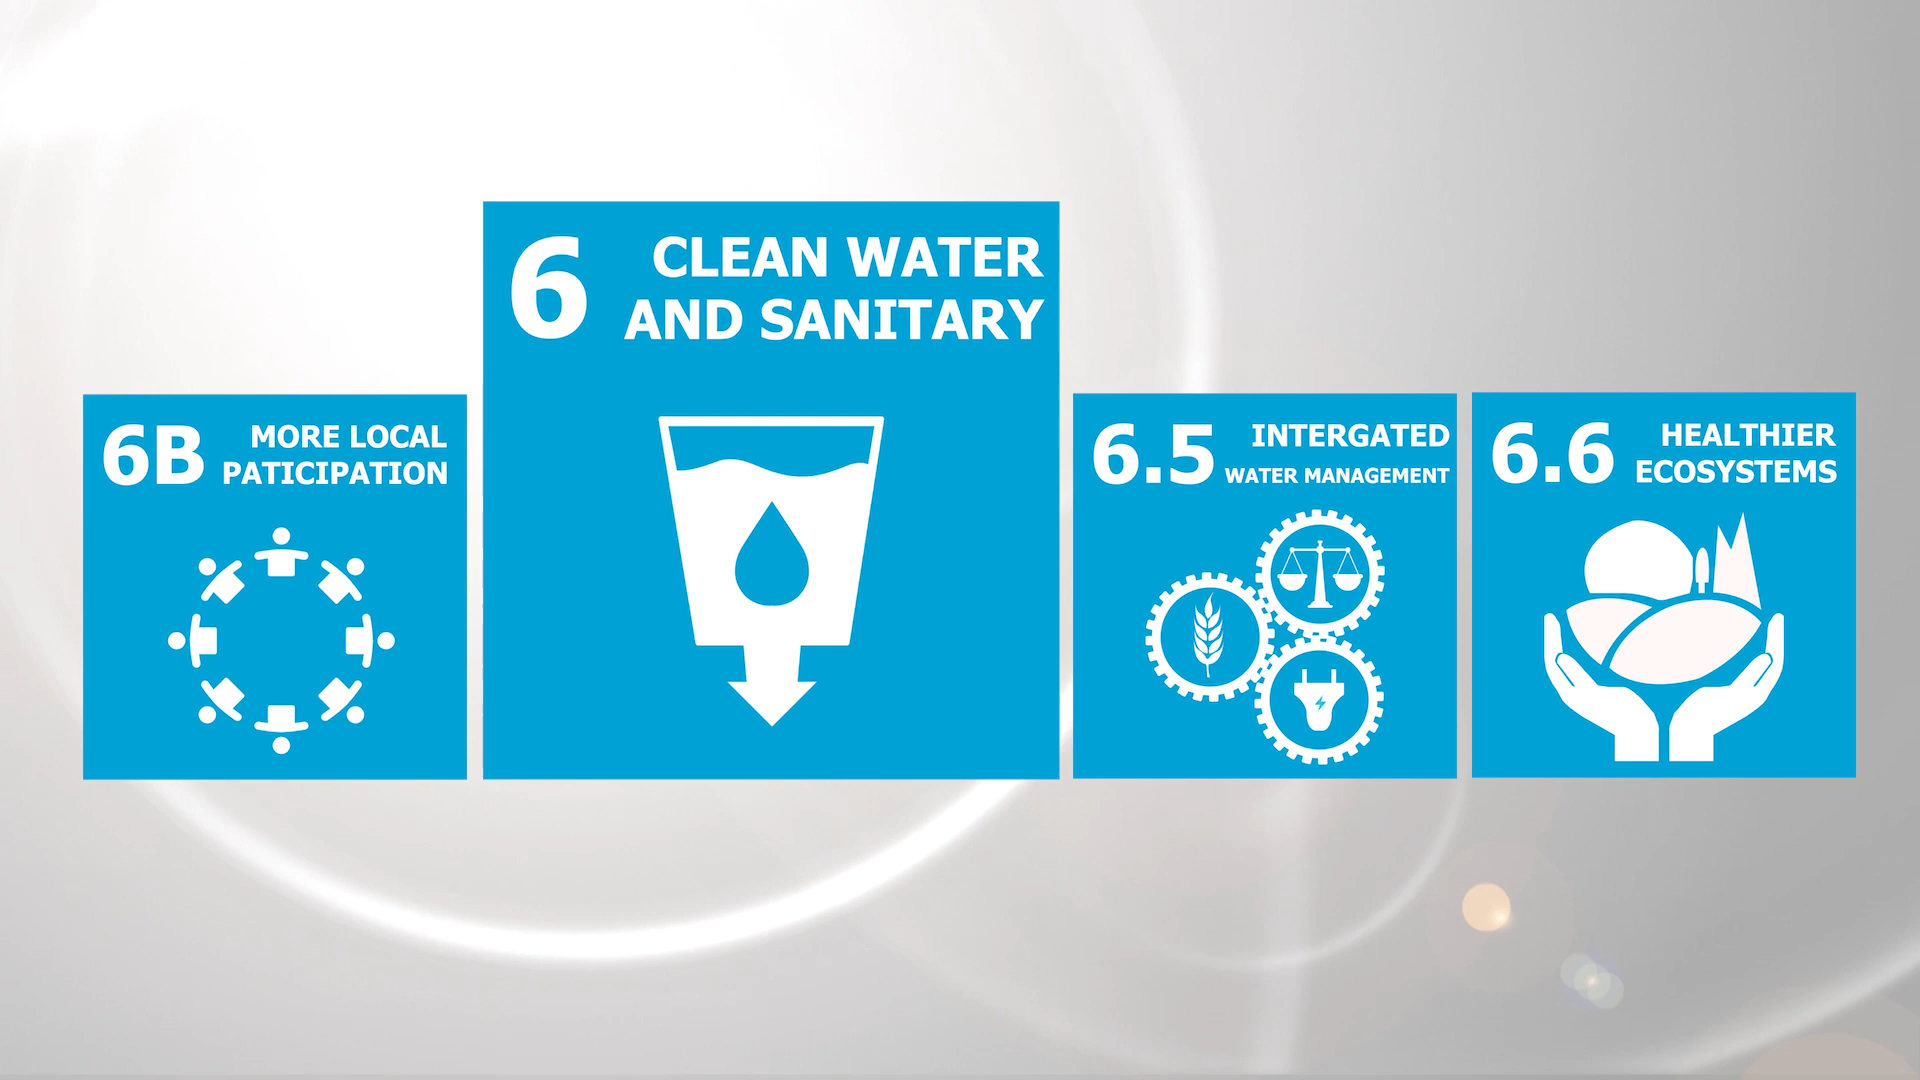 6B
MORE LOCAL
PATICIPATION
6
CLEAN WATER
AND SANITARY
6.5
INTERGATED
WATER MANAGEMENT
6.6
HEALTHIER
ECOSYSTEMS